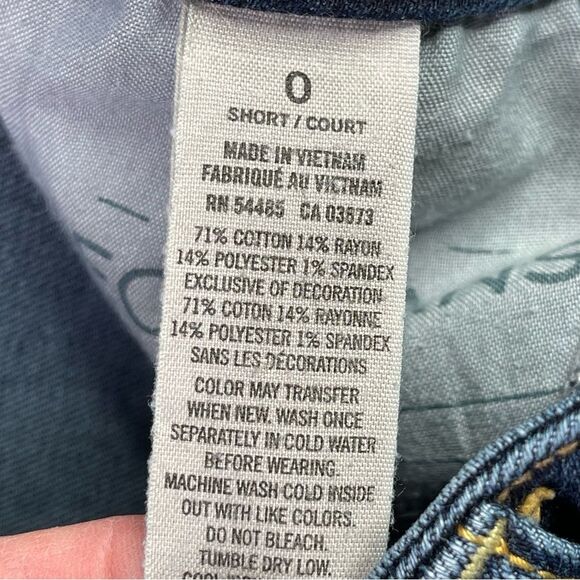 0
SHORT / COURT
MADE IN VIETNAM
FABRIQUÉ AU VIETNAM
RN 54485 CA 03673
71% COTTON 14% RAYON
14% POLYESTER 1% SPANDEX
EXCLUSIVE OF DECORATION
71% COTON 14% RAYONNE
14% POLYESTER 1% SPANDEX
SANS LES DÉCORATIONS
COLOR MAY TRANSFER
WHEN NEW. WASH ONCE
SEPARATELY IN COLD WATER
BEFORE WEARING.
MACHINE WASH COLD INSIDE
OUT WITH LIKE COLORS.
DO NOT BLEACH.
TUMBLE DRY LOW.